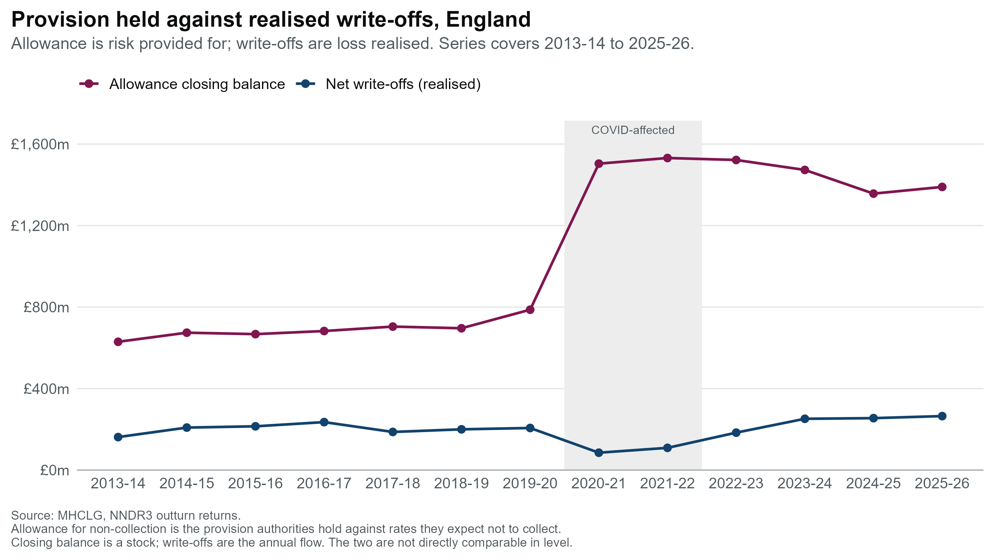 Provision held against realised write-offs, England
Allowance is risk provided for; write-offs are loss realised. Series covers 2013-14 to 2025-26.
Allowance closing balance
Net write-offs (realised)
COVID-affected
£1,600m
£1,200m
£800m
£400m
£0m
2013-14 2014-15 2015-16 2016-17 2017-18 2018-19 2019-20 2020-21 2021-22 2022-23 2023-24 2024-25 2025-26
Source: MHCLG, NNDR3 outturn returns.
Allowance for non-collection is the provision authorities hold against rates they expect not to collect.
Closing balance is a stock; write-offs are the annual flow. The two are not directly comparable in level.